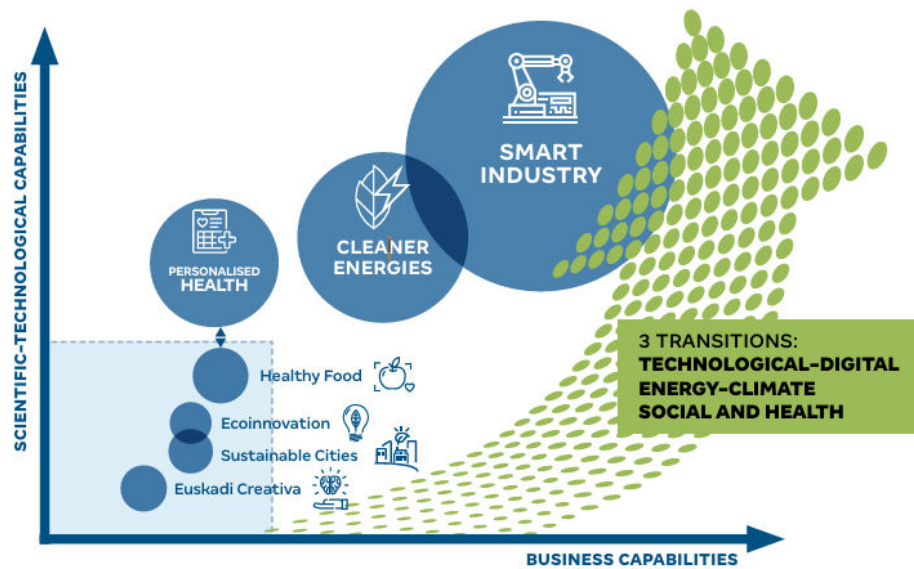 SCIENTIFIC-TECHNOLOGICAL CAPABILITIES
SMART
INDUSTRY
CLEANER
ENERGIES
PERSONALISED
HEALTH
3 TRANSITIONS:
TECHNOLOGICAL-DIGITAL
ENERGY-CLIMATE
SOCIAL AND HEALTH
Healthy Food
Ecoinnovation
Sustainable Cities
Euskadi Creativa
BUSINESS CAPABILITIES